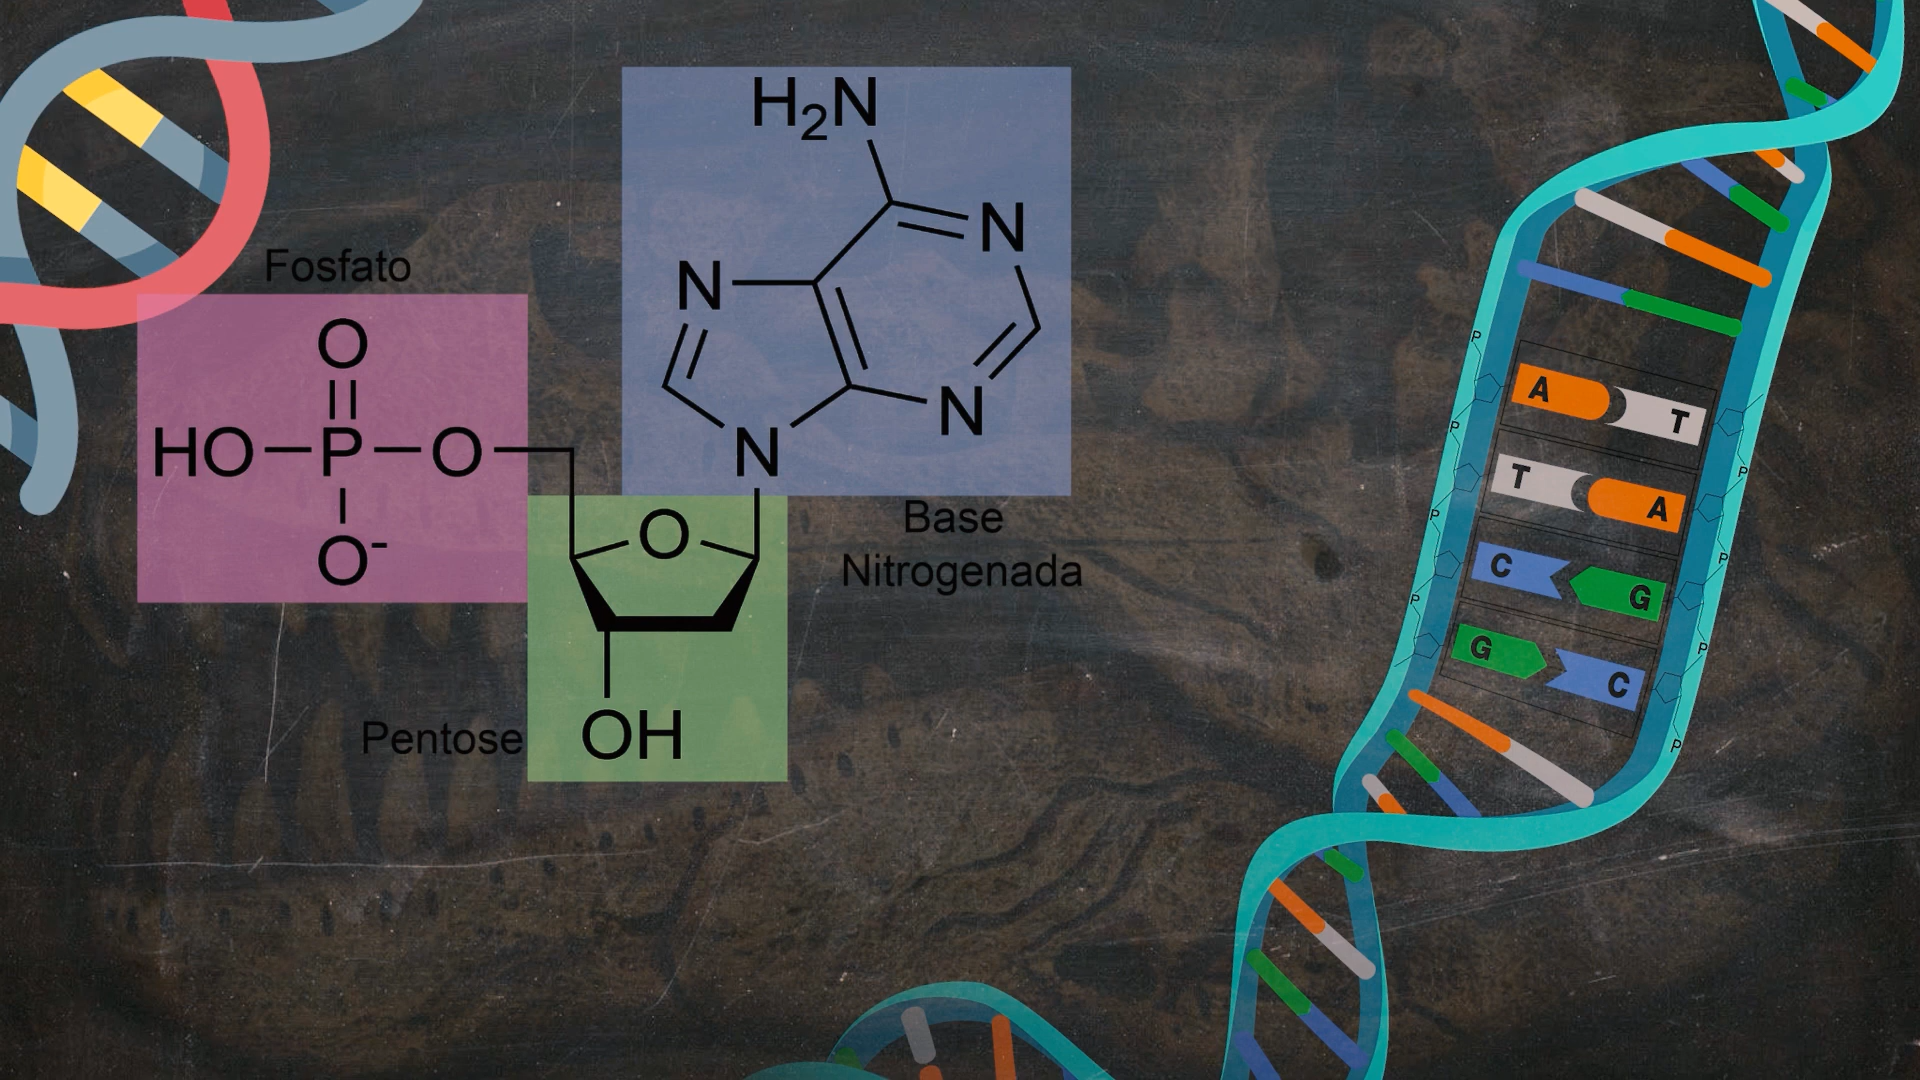 Fosfato
O
HO P O
O-
H2N
N
N
N
N
Base
Nitrogenada
O
Pentose
OH
A T
T A
C G
G C
P
P
P
P
P
P
P
P